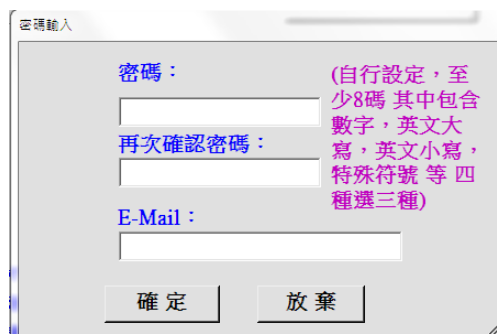 密碼輸入
密碼：
(自行設定，至
少8碼 其中包含
數字，英文大
寫，英文小寫，
特殊符號 等 四
種選三種)
再次確認密碼：
E-Mail：
確 定
放 棄